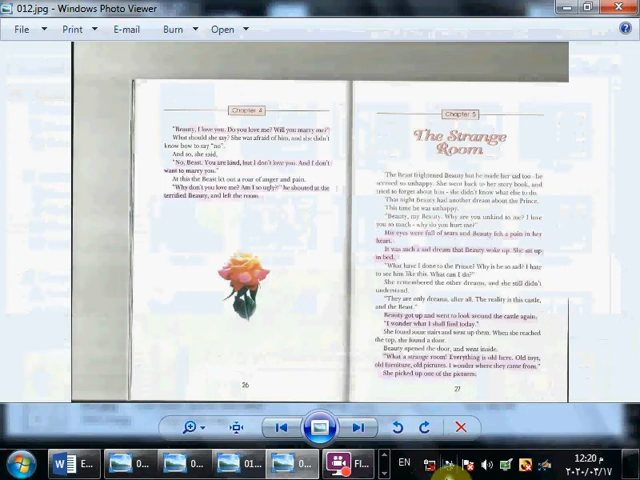 012.jpg - Windows Photo Viewer
File Print E-mail Burn Open
Chapter 4
"Beauty, I love you. Do you love me? Will you marry me?"
What should she say? She was afraid of him, and she didn't
know how to say "no".
And so, she said,
"No, Beast. You are kind, but I don't love you. And I don't
want to marry you."
At this the Beast let out a roar of anger and pain.
"Why don't you love me? Am I so ugly?" he shouted at the
terrified Beauty, and left the room.
26
Chapter 5
The Strange
Room
The Beast frightened Beauty but he made her sad too - he
seemed so unhappy. She went back to her story book, and
tried to forget about him - she didn't know what else to do.
That night Beauty had another dream about the Prince.
This time he was unhappy.
"Beauty, my Beauty. Why are you unkind to me? I love
you so much - why do you hurt me?"
His eyes were full of tears and Beauty felt a pain in her
heart.
It was such a sad dream that Beauty woke up. She sat up
in bed.
"What have I done to the Prince? Why is he so sad? I hate
to see him like this. What can I do?"
She remembered the other dreams, and she still didn't
understand.
"They are only dreams, after all. The reality is this castle,
and the Beast."
Beauty got up and went to look around the castle again.
"I wonder what I shall find today."
She found some stairs and went up them. When she reached
the top, she found a door.
Beauty opened the door, and went inside.
"What a strange room! Everything is old here. Old toys,
old furniture, old pictures. I wonder where they came from."
She picked up one of the pictures.
27
E... 0... 0... 01... 0... Fl... EN
12:20 م
٢٠٢٠/٠٣/١٧